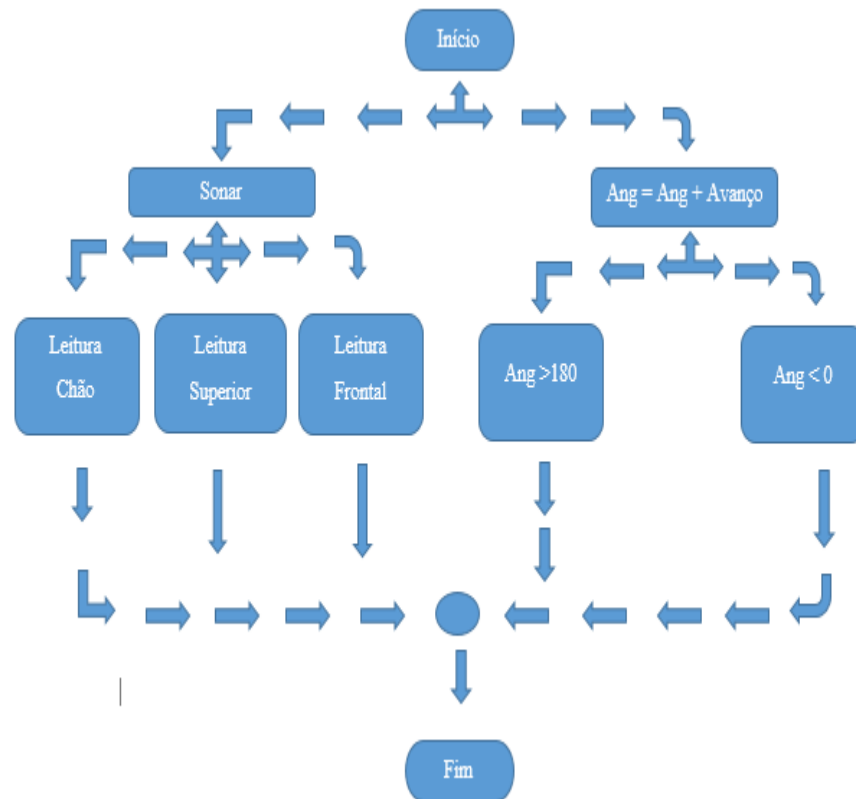 Início
Sonar
Ang = Ang + Avanço
Leitura
Chão
Leitura
Superior
Leitura
Frontal
Ang >180
Ang < 0
Fim